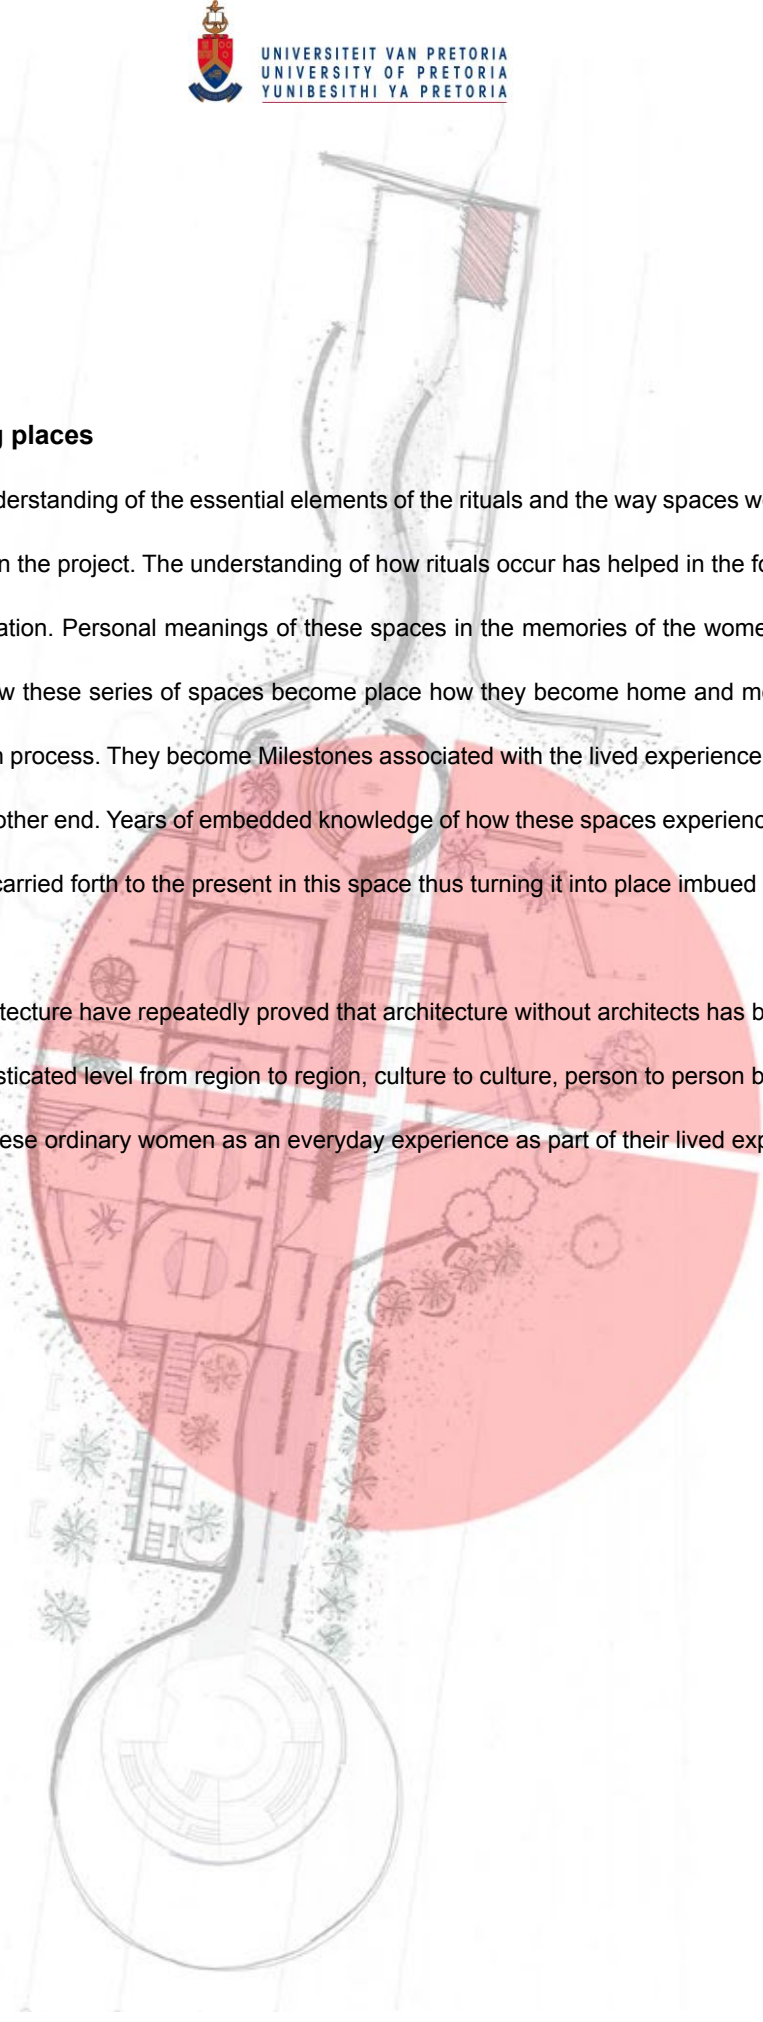 UNIVERSITEIT VAN PRETORIA
UNIVERSITY OF PRETORIA
YUNIBESITHI YA PRETORIA
places
derstanding of the essential elements of the rituals and the way spaces w
n the project. The understanding of how rituals occur has helped in the fo
ation. Personal meanings of these spaces in the memories of the wome
w these series of spaces become place how they become home and m
n process. They become Milestones associated with the lived experience
other end. Years of embedded knowledge of how these spaces experienc
carried forth to the present in this space thus turning it into place imbued
itecture have repeatedly proved that architecture without architects has b
sticated level from region to region, culture to culture, person to person b
ese ordinary women as an everyday experience as part of their lived exp